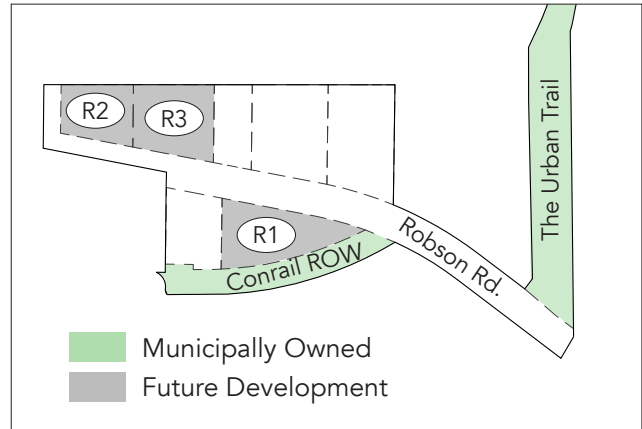 R2
R3
The Urban Trail
R1
Robson Rd.
Conrail ROW
Municipally Owned
Future Development